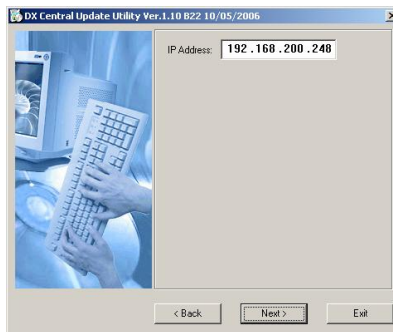 DX Central Update Utility Ver.1.10 B22 10/05/2006
IP Address: 192 . 168 . 200 . 248
< Back Next > Exit